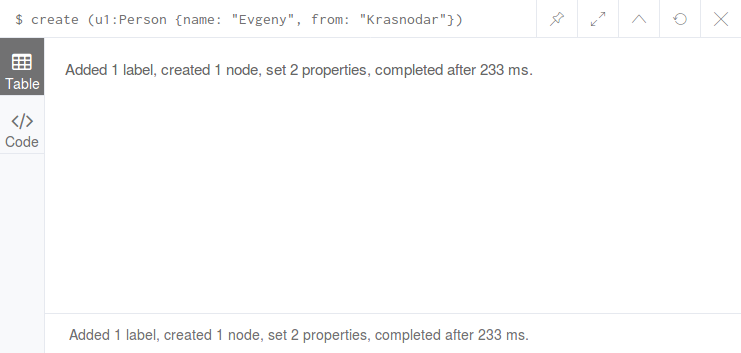 $ create (u1:Person {name: "Evgeny", from: "Krasnodar"})
Table
Added 1 label, created 1 node, set 2 properties, completed after 233 ms.
</> 
Code
Added 1 label, created 1 node, set 2 properties, completed after 233 ms.